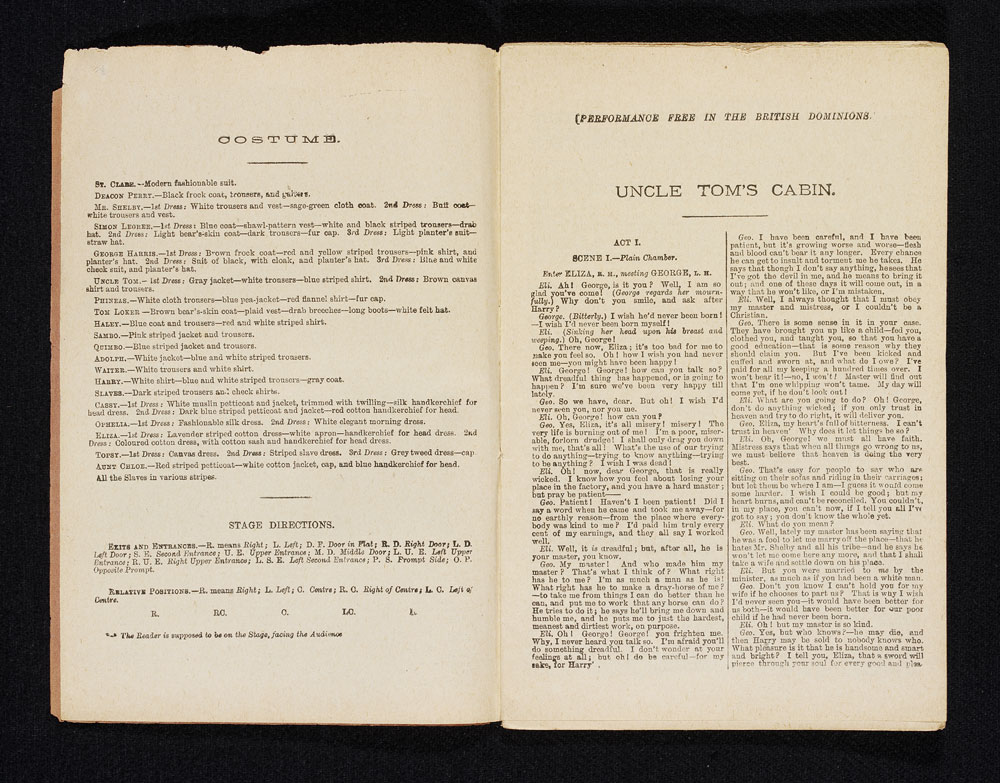 COSTUME.
ST. CLARE.—Modern fashionable suit.
DEACON PERRY.—Black frock coat, trousers, and gaiters.
MR. SHELBY.—1st Dress: White trousers and vest—sage-green cloth coat. 2nd Dress: Buff coat—
white trousers and vest.
SIMON LEGREE.—1st Dress: Blue coat—shawl-pattern vest—white and black striped trousers—drab
hat. 2nd Dress: Light bear's-skin coat—dark trousers—fur cap. 3rd Dress: Light planter's suit—
straw hat.
GEORGE HARRIS.—1st Dress: Brown frock coat—red and yellow striped trousers—pink shirt, and
planter's hat. 2nd Dress: Suit of black, with cloak, and planter's hat. 3rd Dress: Blue and white
check suit, and planter's hat.
UNCLE TOM.—1st Dress: Gray jacket—white trousers—blue striped shirt. 2nd Dress: Brown canvas
shirt and trousers.
PHINEAS.—White cloth trousers—blue pea-jacket—red flannel shirt—fur cap.
TOM LOKER—Brown bear's-skin coat—plaid vest—drab breeches—long boots—white felt hat.
HALEY.—Blue coat and trousers—red and white striped shirt.
SAMBO.—Pink striped jacket and trousers.
QUIMBO.—Blue striped jacket and trousers.
ADOLPH.—White jacket—blue and white striped trousers.
WAITER.—White trousers and white shirt.
HARRY.—White shirt—blue and white striped trousers—gray coat.
SLAVES.—Dark striped trousers and check shirts.
CASSY.—1st Dress: White muslin petticoat and jacket, trimmed with twilling—silk handkerchief for
head dress. 2nd Dress: Dark blue striped petticoat and jacket—red cotton handkerchief for head.
OPHELIA.—1st Dress: Fashionable silk dress. 2nd Dress: White elegant morning dress.
ELIZA.—1st Dress: Lavender striped cotton dress—white apron—handkerchief for head dress. 2nd
Dress: Coloured cotton dress, with cotton sash and handkerchief for head dress.
TOPSY.—1st Dress: Canvas dress. 2nd Dress: Striped slave dress. 3rd Dress: Grey tweed dress—cap.
AUNT CHLOE.—Red striped petticoat—white cotton jacket, cap, and blue handkerchief for head.
All the Slaves in various stripes.
STAGE DIRECTIONS.
EXITS AND ENTRANCES.—R. means Right; L. Left; D. F. Door in Flat; R. D. Right Door; L. D.
Left Door; S. E. Second Entrance; U. E. Upper Entrance; M. D. Middle Door; L. U. E. Left Upper
Entrance; R. U. E. Right Upper Entrance; L. S. E. Left Second Entrance; P. S. Prompt Side; O. P.
Opposite Prompt.
RELATIVE POSITIONS.—R. means Right; L. Left; C. Centre; R. C. Right of Centre; L. C. Left of
Centre.
R. RC. C. LC. L.
*** The Reader is supposed to be on the Stage, facing the Audience
[PERFORMANCE FREE IN THE BRITISH DOMINIONS.
UNCLE TOM'S CABIN.
ACT I.
SCENE I.—Plain Chamber.
Enter ELIZA, R. H., meeting GEORGE, L. H.
Eli. Ah! George, is it you? Well, I am so
glad you've come! (George regards her mourn-
fully.) Why don't you smile, and ask after
Harry?
George. (Bitterly.) I wish he'd never been born!
—I wish I'd never been born myself!
Eli. (Sinking her head upon his breast and
weeping.) Oh, George!
Geo. There now, Eliza; it's too bad for me to
make you feel so. Oh! how I wish you had never
seen me—you might have been happy!
Eli. George! George! how can you talk so?
What dreadful thing has happened, or is going to
happen? I'm sure we've been very happy till
lately.
Geo. So we have, dear. But oh! I wish I'd
never seen you, nor you me.
Eli. Oh, George! how can you?
Geo. Yes, Eliza, it's all misery! misery! The
very life is burning out of me! I'm a poor, miser-
able, forlorn drudge! I shall only drag you down
with me, that's all! What's the use of our trying
to do anything—trying to know anything—trying
to be anything? I wish I was dead!
Eli. Oh! now, dear George, that is really
wicked. I know how you feel about losing your
place in the factory, and you have a hard master;
but pray be patient——
Geo. Patient! Haven't I been patient! Did I
say a word when he came and took me away—for
no earthly reason—from the place where every-
body was kind to me? I'd paid him truly every
cent of my earnings, and they all say I worked
well.
Eli. Well, it is dreadful; but, after all, he is
your master, you know.
Geo. My master! And who made him my
master? That's what I think of? What right
has he to me? I'm as much a man as he is!
What right has he to make a dray-horse of me?
—to take me from things I can do better than he
can, and put me to work that any horse can do?
He tries to do it; he says he'll bring me down and
humble me, and he puts me to just the hardest,
meanest and dirtiest work, on purpose.
Eli. Oh! George! George! you frighten me.
Why, I never heard you talk so. I'm afraid you'll
do something dreadful. I don't wonder at your
feelings at all; but oh! do be careful—for my
sake, for Harry'
Geo. I have been careful, and I have been
patient, but it's growing worse and worse—flesh
and blood can't bear it any longer. Every chance
he can get to insult and torment me he takes. He
says that though I don't say anything, he sees that
I've got the devil in me, and he means to bring it
out; and one of these days it will come out, in a
way that he won't like, or I'm mistaken.
Eli. Well, I always thought that I must obey
my master and mistress, or I couldn't be a
Christian.
Geo. There is some sense in it in your case.
They have brought you up like a child—fed you,
clothed you, and taught you, so that you have a
good education—that is some reason why they
should claim you. But I've been kicked and
cuffed and sworn at, and what do I owe? I've
paid for all my keeping a hundred times over. I
won't bear it!—no, I won't! Master will find out
that I'm one whipping won't tame. My day will
come yet, if he don't look out!
Eli. What are you going to do? Oh! George,
don't do anything wicked; if you only trust in
heaven and try to do right, it will deliver you.
Geo. Eliza, my heart's full of bitterness. I can't
trust in heaven! Why does it let things be so?
Eli. Oh, George! we must all have faith.
Mistress says that when all things go wrong to us,
we must believe that heaven is doing the very
best.
Geo. That's easy for people to say who are
sitting on their sofas and riding in their carriages;
but let them be where I am—I guess it would come
some harder. I wish I could be good; but my
heart burns, and can't be reconciled. You couldn't,
in my place, you can't now, if I tell you all I've
got to say; you don't know the whole yet.
Eli. What do you mean?
Geo. Well, lately my master has been saying that
he was a fool to let me marry off the place—that he
hates Mr. Shelby and all his tribe—and he says he
won't let me come here any more, and that I shall
take a wife and settle down on his place.
Eli. But you were married to me by the
minister, as much as if you had been a white man.
Geo. Don't you know I can't hold you for my
wife if he chooses to part us? That is why I wish
I'd never seen you—it would have been better for
us both—it would have been better for our poor
child if he had never been born.
Eli. Oh! but my master is so kind.
Geo. Yes, but who knows?—he may die, and
then Harry may be sold to nobody knows who.
What pleasure is it that he is handsome and smart
and bright? I tell you, Eliza, that a sword will
pierce through your soul for every good and plea